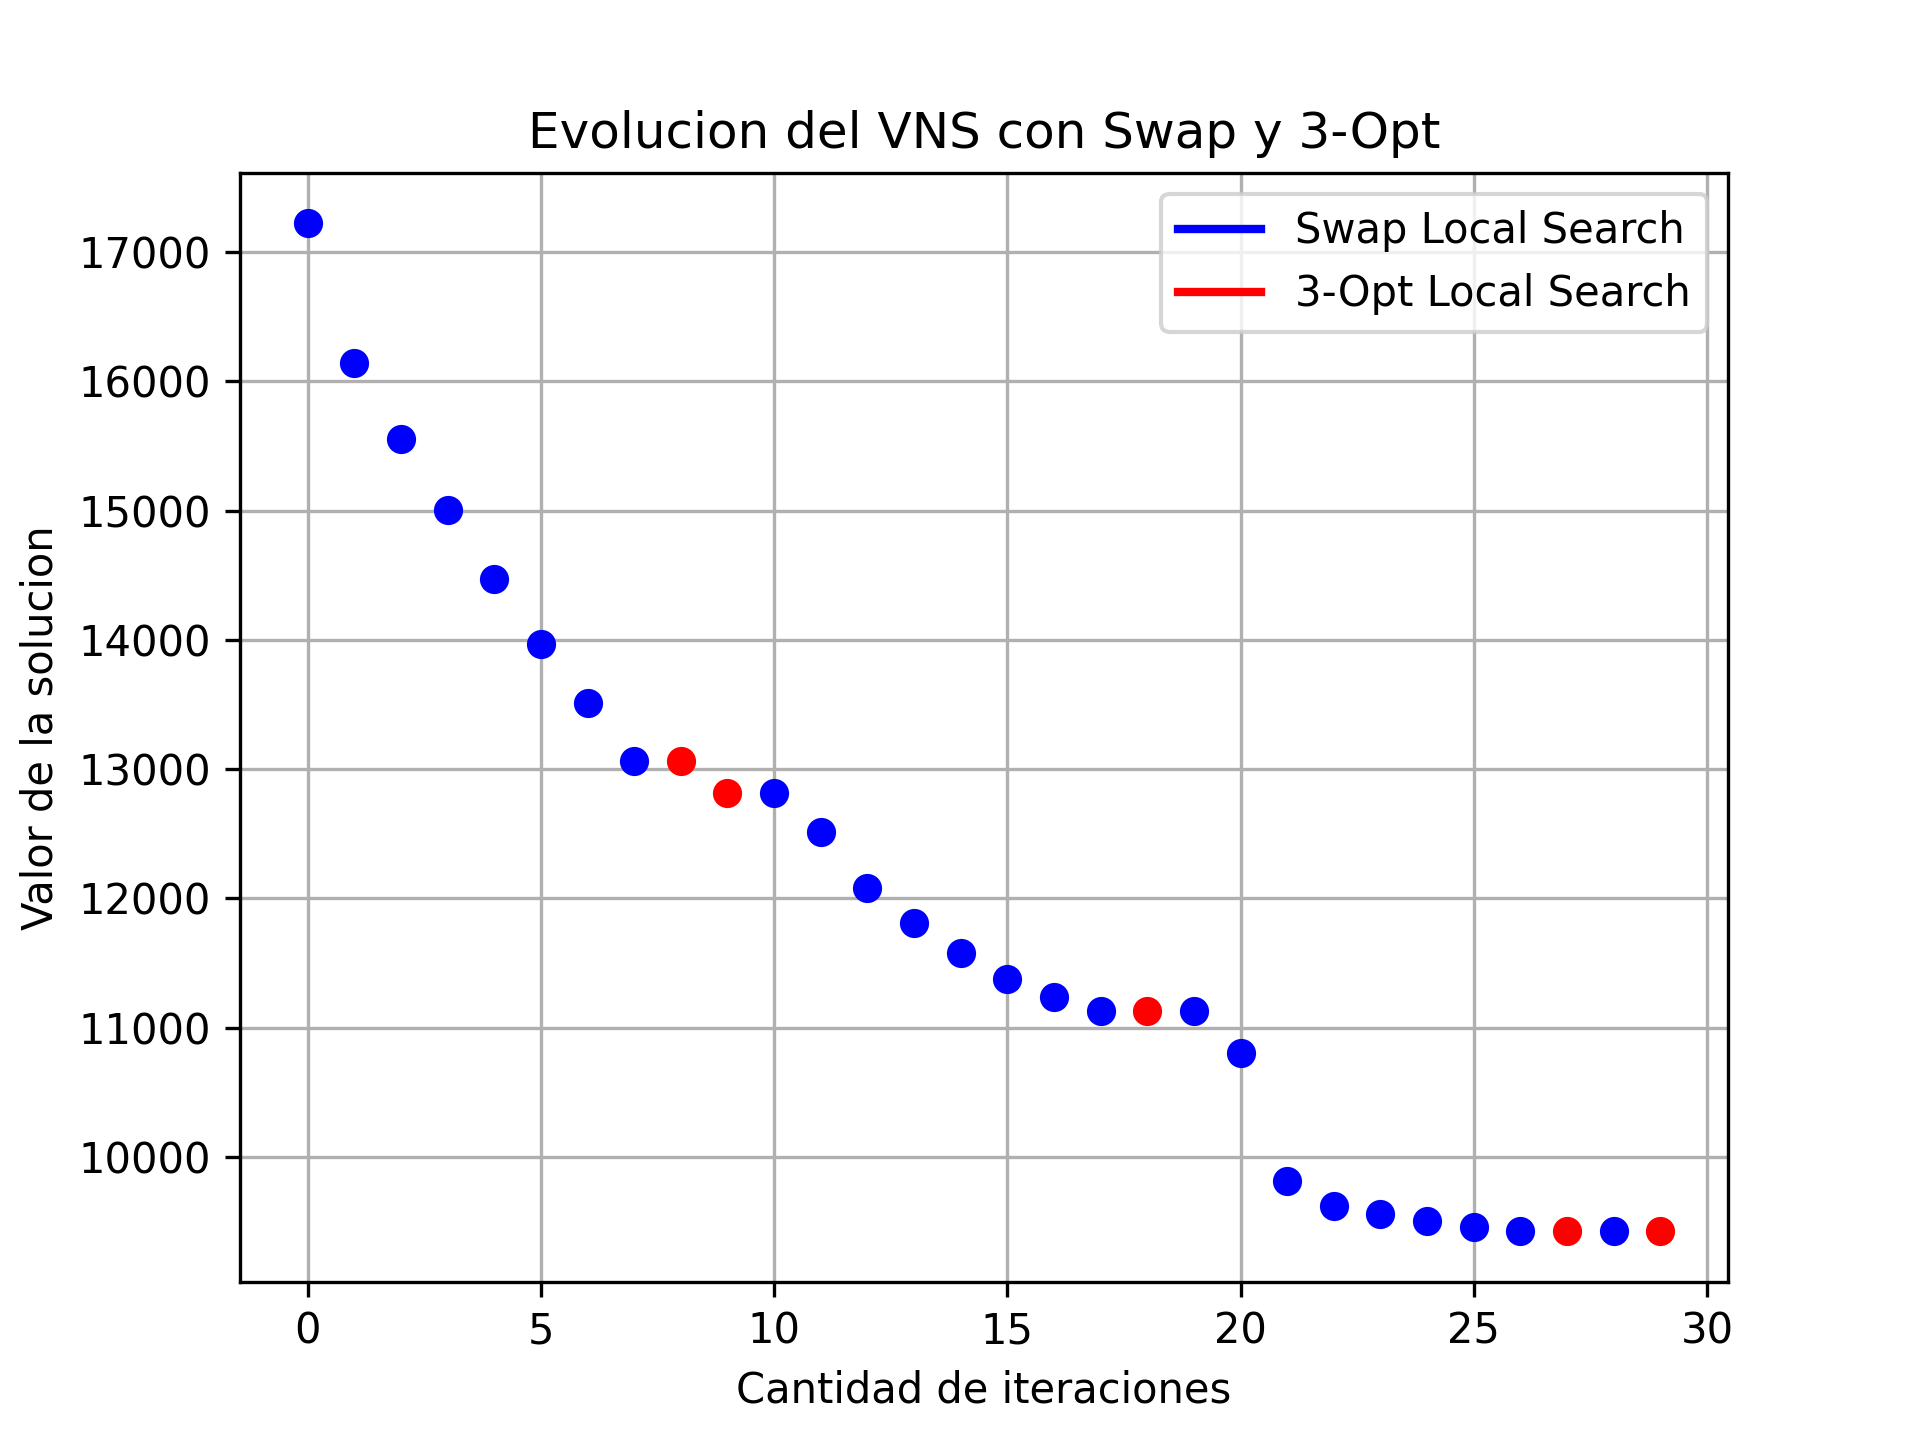 Evolucion del VNS con Swap y 3-Opt
Swap Local Search
3-Opt Local Search
Valor de la solucion
17000
16000
15000
14000
13000
12000
11000
10000
0 5 10 15 20 25 30
Cantidad de iteraciones